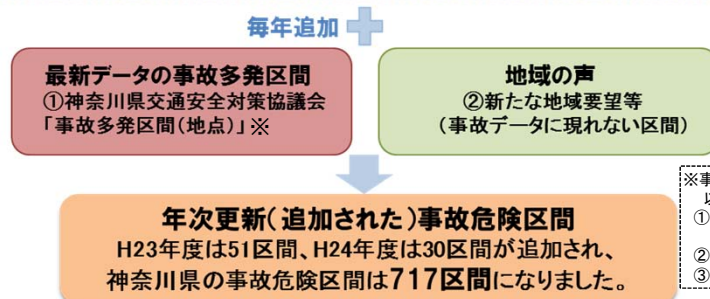 毎年追加
最新データの事故多発区間
①神奈川県交通安全対策協議会
「事故多発区間(地点)」※
地域の声
②新たな地域要望等
(事故データに現れない区間)
※事
以
①
②
③
年次更新(追加された)事故危険区間
H23年度は51区間、H24年度は30区間が追加され、
神奈川県の事故危険区間は717区間になりました。